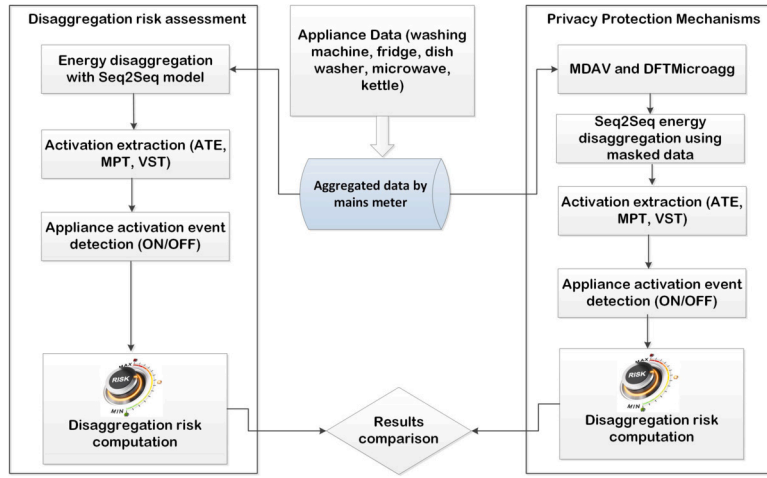 Disaggregation risk assessment
Energy disaggregation
with Seq2Seq model
Activation extraction (ATE,
MPT, VST)
Appliance activation event
detection (ON/OFF)
MAX
RISK
MIN
Disaggregation risk
computation
Appliance Data (washing
machine, fridge, dish
washer, microwave,
kettle)
Aggregated data by
mains meter
Results
comparison
Privacy Protection Mechanisms
MDAV and DFTMicroagg
Seq2Seq energy
disaggregation using
masked data
Activation extraction (ATE,
MPT, VST)
Appliance activation event
detection (ON/OFF)
MAX
RISK
MIN
Disaggregation risk
computation